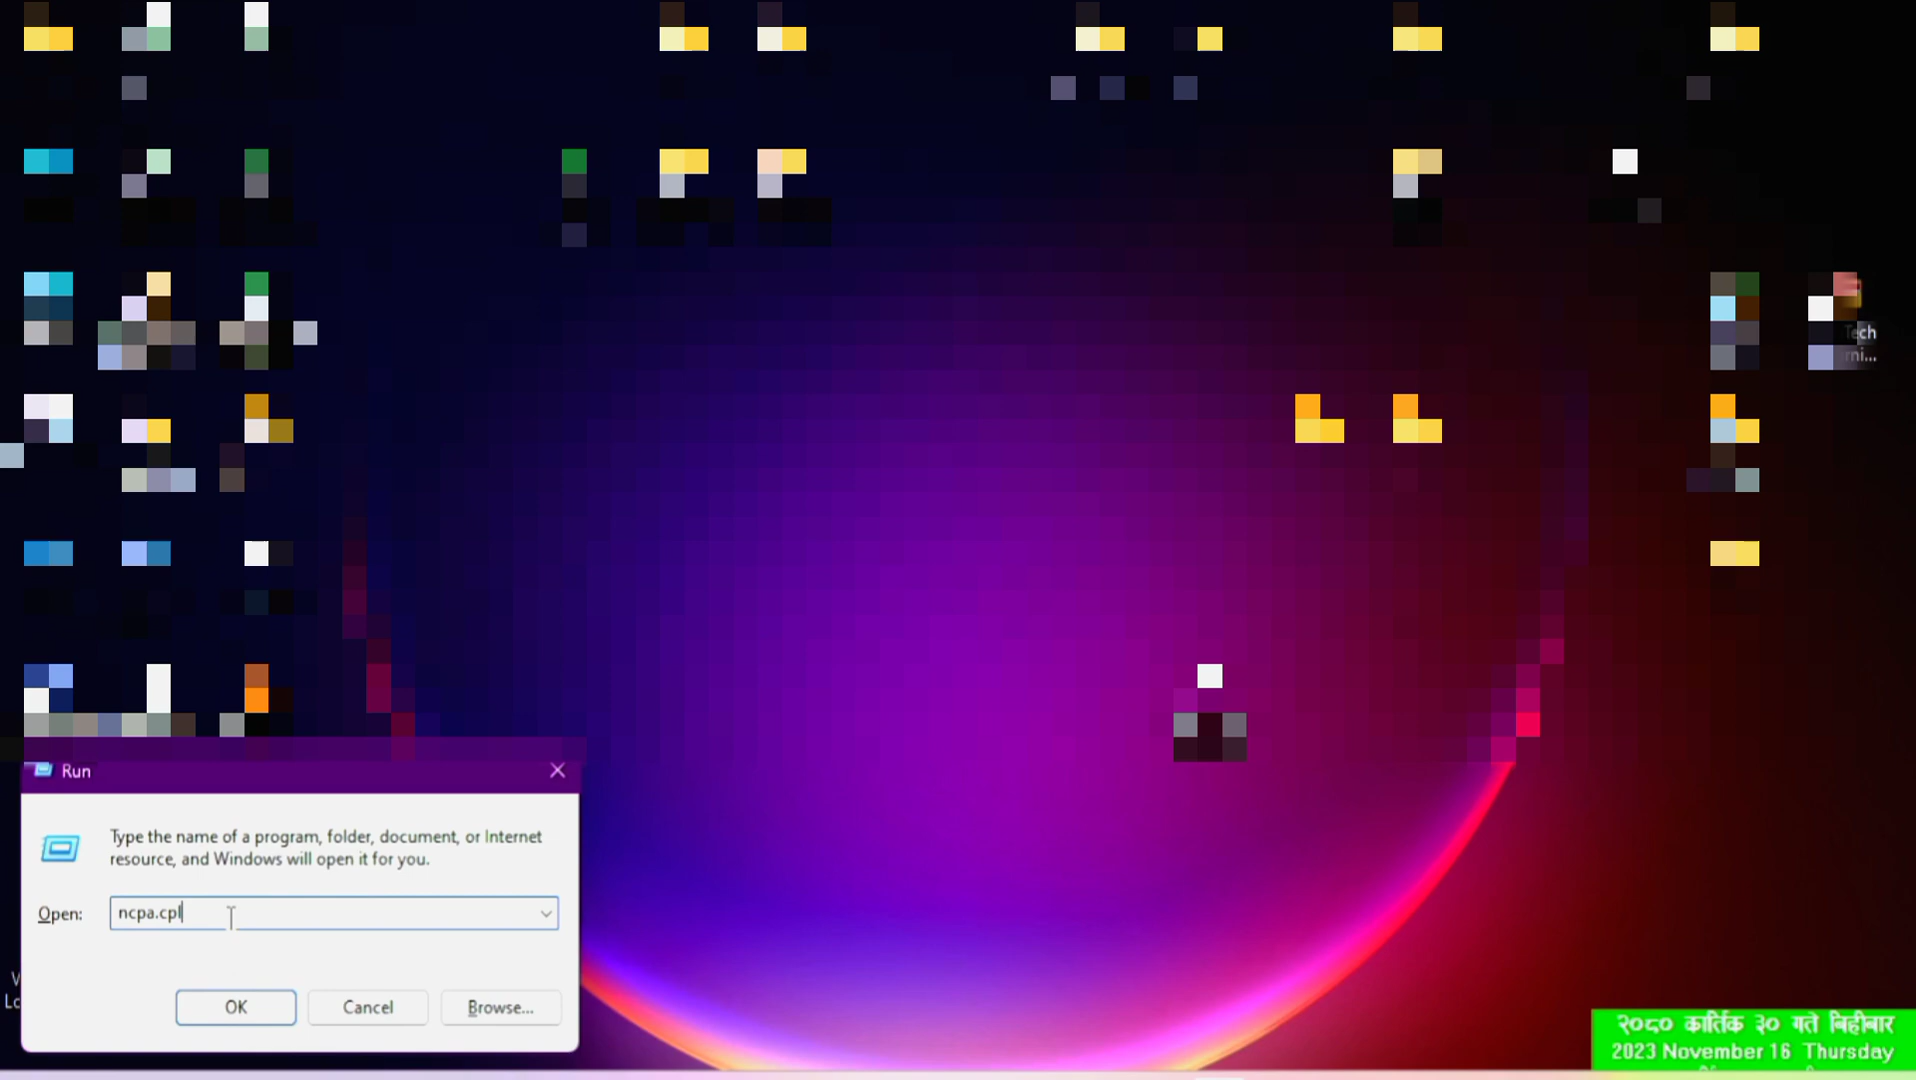 ech
Run
Type the name of a program, folder, document, or Internet
resource, and Windows will open it for you.
Open:
ncpa.cpl
OK
Cancel
Browse...
२०८० कार्तिक ३० गते बिहीबार
2023 November 16 Thursday